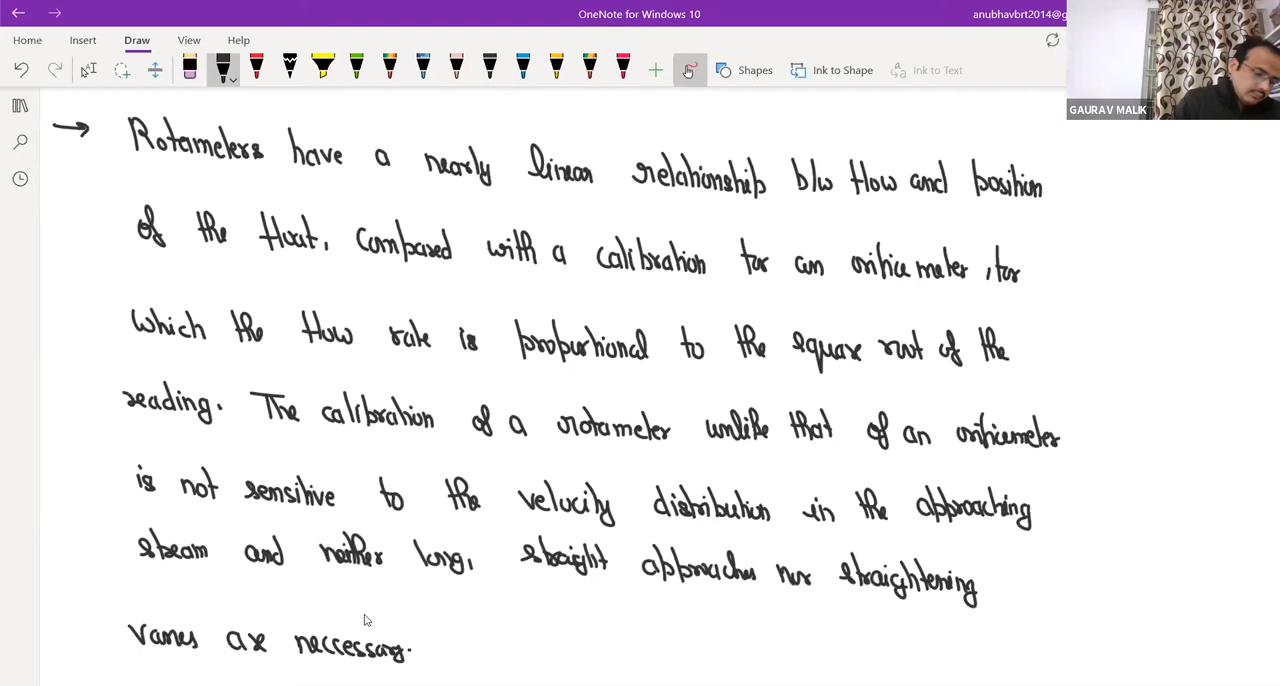 OneNote for Windows 10
anubhavbrt2014@g
Home Insert Draw View Help
Shapes Ink to Shape Ink to Text
GAURAV MALIK
→ Rotameters have a nearly linear relationship b/w flow and position
of the float, compared with a calibration for an orifice meter, for
which the flow rate is proportional to the square root of the
reading. The calibration of a rotameter unlike that of an orificemeter
is not sensitive to the velocity distribution in the approaching
stream and neither long, straight approaches nor straightening
vanes are neccessary.